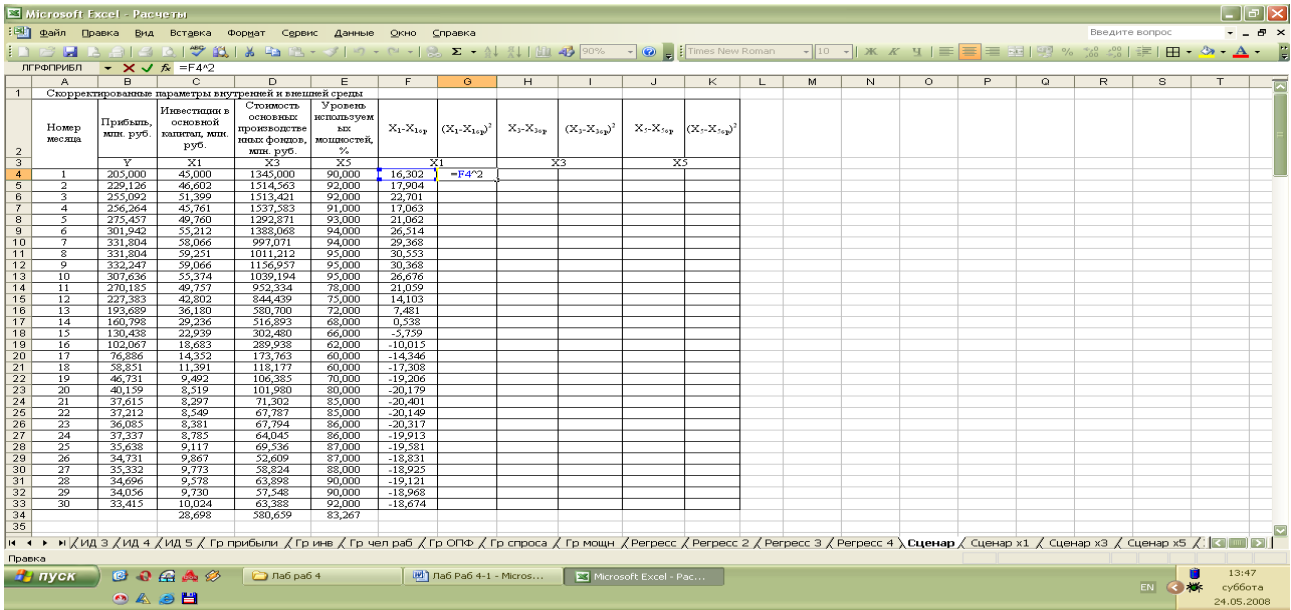 Microsoft Excel - Расчеты
Файл Правка Вид Вставка Формат Сервис Данные Окно Справка Введите вопрос
90% Times New Roman 10 Ж К Ч
ЛГРФПРИБЛ =F4^2
A B C D E F G H I J K L M N O P Q R S T
1 Скорректированные параметры внутренней и внешней среды
2 Номер месяца Прибыль, млн. руб. Инвестиции в основной капитал, млн. руб. Стоимость основных производственных фондов, млн. руб. Уровень используемых мощностей, % X₁-X₁ср (X₁-X₁ср)² X₃-X₃ср (X₃-X₃ср)² X₅-X₅ср (X₅-X₅ср)²
3 Y X1 X3 X5 X1 X3 X5
4 1 205,000 45,000 1345,000 90,000 16,302 =F4^2
5 2 229,126 46,602 1514,563 92,000 17,904
6 3 255,092 51,399 1513,421 92,000 22,701
7 4 256,264 45,761 1537,583 91,000 17,063
8 5 275,457 49,760 1292,871 93,000 21,062
9 6 301,942 55,212 1388,068 94,000 26,514
10 7 331,804 58,066 997,071 94,000 29,368
11 8 331,804 59,251 1011,212 95,000 30,553
12 9 332,247 59,066 1156,957 95,000 30,368
13 10 307,636 55,374 1039,194 95,000 26,676
14 11 270,185 49,757 952,334 78,000 21,059
15 12 227,383 42,802 844,439 75,000 14,103
16 13 193,689 36,180 580,700 72,000 7,481
17 14 160,798 29,236 516,893 68,000 0,538
18 15 130,438 22,939 302,480 66,000 -5,759
19 16 102,067 18,683 289,938 62,000 -10,015
20 17 76,886 14,352 173,763 60,000 -14,346
21 18 58,851 11,391 118,177 60,000 -17,308
22 19 46,731 9,492 106,385 70,000 -19,206
23 20 40,159 8,519 101,980 80,000 -20,179
24 21 37,615 8,297 71,302 85,000 -20,401
25 22 37,212 8,549 67,787 85,000 -20,149
26 23 36,085 8,381 67,794 86,000 -20,317
27 24 37,337 8,785 64,045 86,000 -19,913
28 25 35,638 9,117 69,536 87,000 -19,581
29 26 34,731 9,867 52,609 87,000 -18,831
30 27 35,332 9,773 58,824 88,000 -18,925
31 28 34,696 9,578 63,898 90,000 -19,121
32 29 34,056 9,730 57,548 90,000 -18,968
33 30 33,415 10,024 63,388 92,000 -18,674
34 28,698 580,659 83,267
35
ИД 3 ИД 4 ИД 5 Гр прибыли Гр инв Гр чел раб Гр ОПФ Гр спроса Гр мощн Регресс Регресс 2 Регресс 3 Регресс 4 Сценар Сценар x1 Сценар x3 Сценар x5
Правка
пуск Лаб раб 4 Лаб Раб 4-1 - Micros... Microsoft Excel - Рас... EN 13:47
суббота
24.05.2008